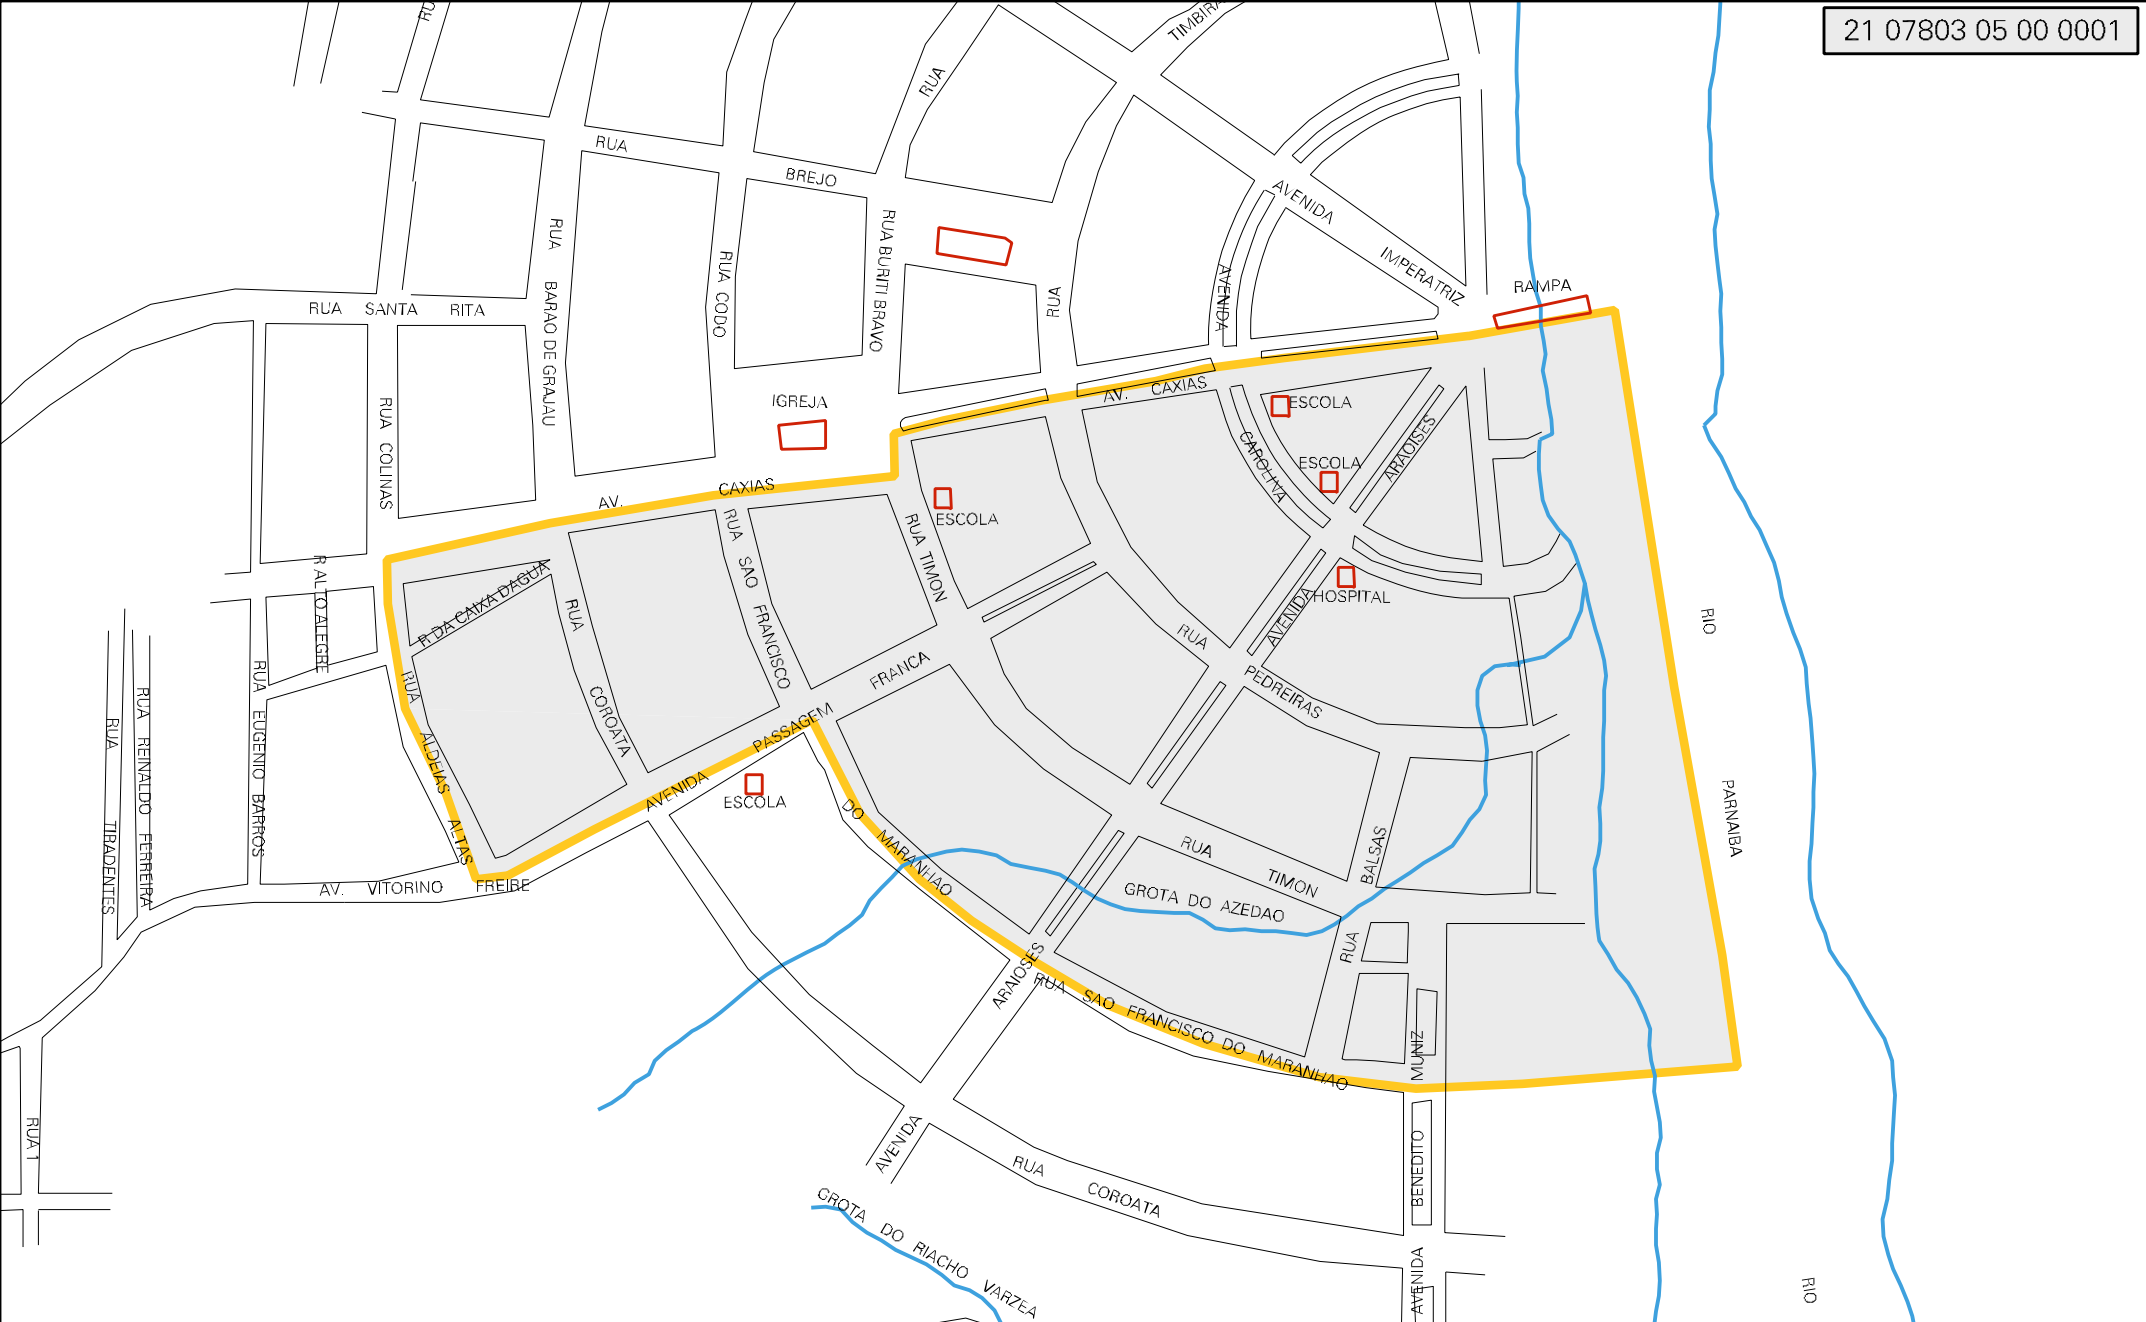 21 07803 05 00 0001
RUA
BREJO
RUA
AVENIDA
IMPERATRIZ
RAMPA
RUA SANTA RITA
RUA BARAO DE GRAJAU
RUA CODO
RUA BURITI BRAVO
RUA
AVENIDA
IGREJA
RUA COLINAS
AV. CAXIAS
AV. CAXIAS
ESCOLA
ESCOLA
ESCOLA
CAROLIVA
ARAOISES
AVENIDA
HOSPITAL
R ALTO ALEGRE
R DA CAIXA DAGUA
RUA COROATA
RUA SAO FRANCISCO
RUA TIMON
RUA PEDREIRAS
RIO PARNAIBA
RUA TIRADENTES
RUA REINALDO FERREIRA
RUA EUGENIO BARROS
RUA ALDEIAS ALTAS
AVENIDA PASSAGEM FRANCA
ESCOLA
AV. VITORINO FREIRE
DO MARANHAO
RUA TIMON
GROTA DO AZEDAO
RUA BALSAS
ARAIOSES
RUA SAO FRANCISCO DO MARANHAO
AVENIDA BENEDITO MUNIZ
RUA 1
AVENIDA
RUA COROATA
GROTA DO RIACHO VARZEA
RIO